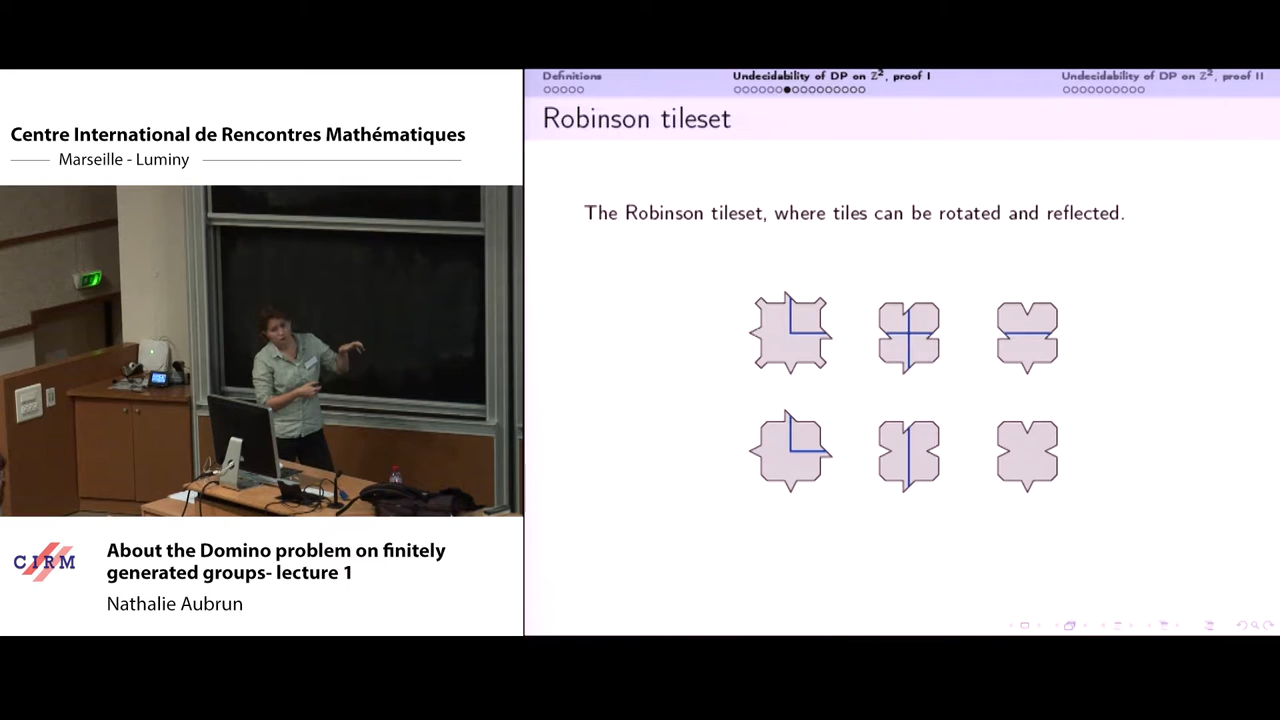 Centre International de Rencontres Mathématiques
Marseille - Luminy
CIRM
About the Domino problem on finitely
generated groups- lecture 1
Nathalie Aubrun
Definitions
Undecidability of DP on ℤ², proof I
Undecidability of DP on ℤ², proof II
Robinson tileset
The Robinson tileset, where tiles can be rotated and reflected.